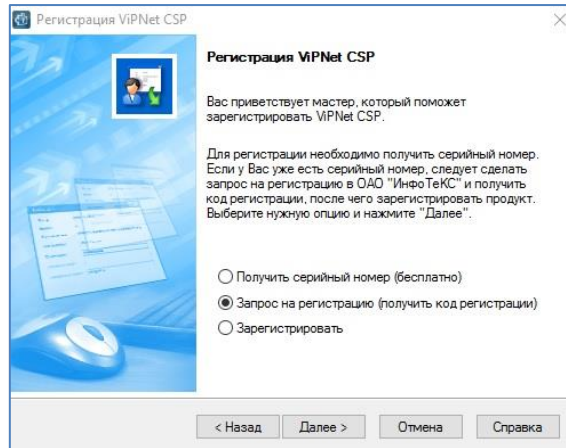 Регистрация ViPNet CSP
Регистрация ViPNet CSP
Вас приветствует мастер, который поможет
зарегистрировать ViPNet CSP.
Для регистрации необходимо получить серийный номер.
Если у Вас уже есть серийный номер, следует сделать
запрос на регистрацию в ОАО "ИнфоТеКС" и получить
код регистрации, после чего зарегистрировать продукт.
Выберите нужную опцию и нажмите "Далее".
Получить серийный номер (бесплатно)
Запрос на регистрацию (получить код регистрации)
Зарегистрировать
< Назад Далее > Отмена Справка